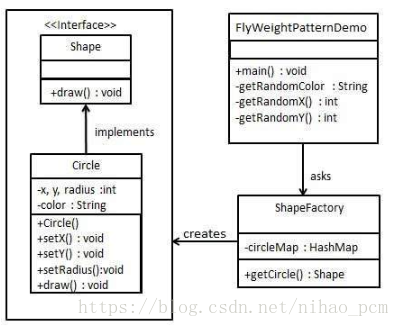 <<Interface>>
Shape
+draw() : void
implements
Circle
-x, y, radius :int
-color : String
+Circle()
+setX() : void
+setY() : void
+setRadius():void
+draw() : void
FlyWeightPatternDemo
+main() : void
-getRandomColor : String
-getRandomX() : int
-getRandomY() : int
asks
ShapeFactory
-circleMap : HashMap
+getCircle() : Shape
creates
https://blog.csdn.net/nihao_pcm